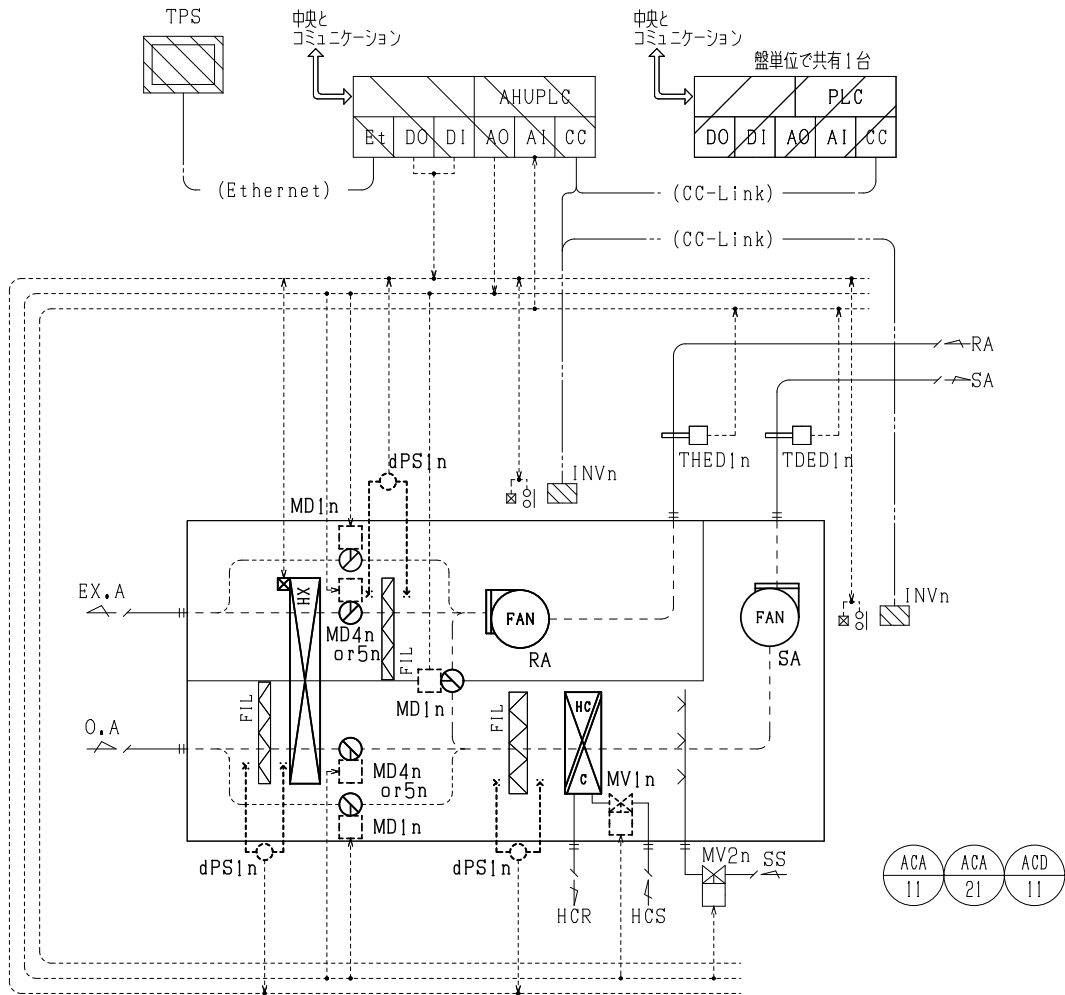 TPS
中央と
コミュニケーション
中央と
コミュニケーション
盤単位で共有1台
AHUPLC
PLC
Et DO DI AO AI CC
DO DI AO AI CC
(Ethernet)
(CC-Link)
(CC-Link)
RA
SA
THED1n
TDED1n
dPS1n
INVn
MD1n
EX.A
HX
MD4n
or5n
FIL
FAN
RA
FAN
SA
INVn
MD1n
O.A
FIL
FIL
HC
C
MD4n
or5n
MV1n
MD1n
dPS1n
dPS1n
MV2n
SS
HCR
HCS
ACA
11
ACA
21
ACD
11